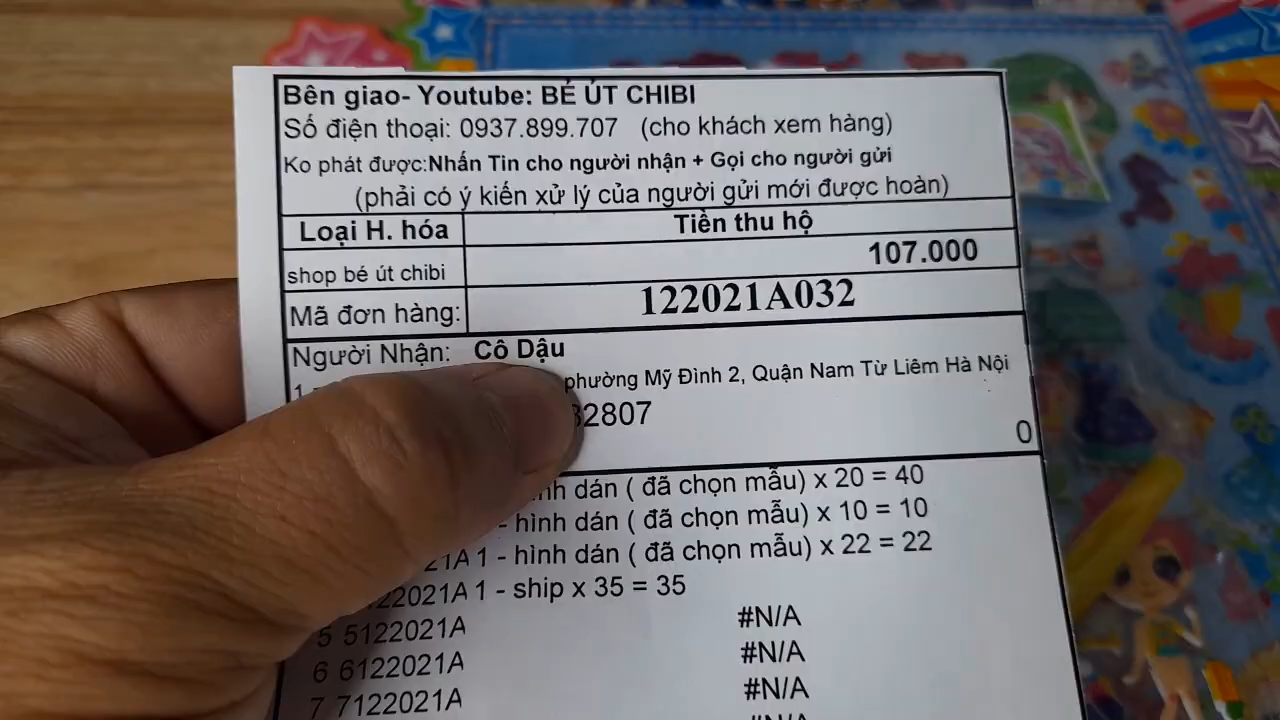 Bên giao- Youtube: BÉ ÚT CHIBI
Số điện thoại: 0937.899.707 (cho khách xem hàng)
Ko phát được:Nhấn Tin cho người nhận + Gọi cho người gửi
(phải có ý kiến xử lý của người gửi mới được hoàn)
Loại H. hóa Tiền thu hộ
shop bé út chibi 107.000
Mã đơn hàng: 122021A032
Người Nhận: Cô Dậu
phường Mỹ Đình 2, Quận Nam Từ Liêm Hà Nội
32807
0
hình dán ( đã chọn mẫu) x 20 = 40
- hình dán ( đã chọn mẫu) x 10 = 10
21A 1 - hình dán ( đã chọn mẫu) x 22 = 22
22021A 1 - ship x 35 = 35
5 5122021A #N/A
6 6122021A #N/A
7 7122021A #N/A